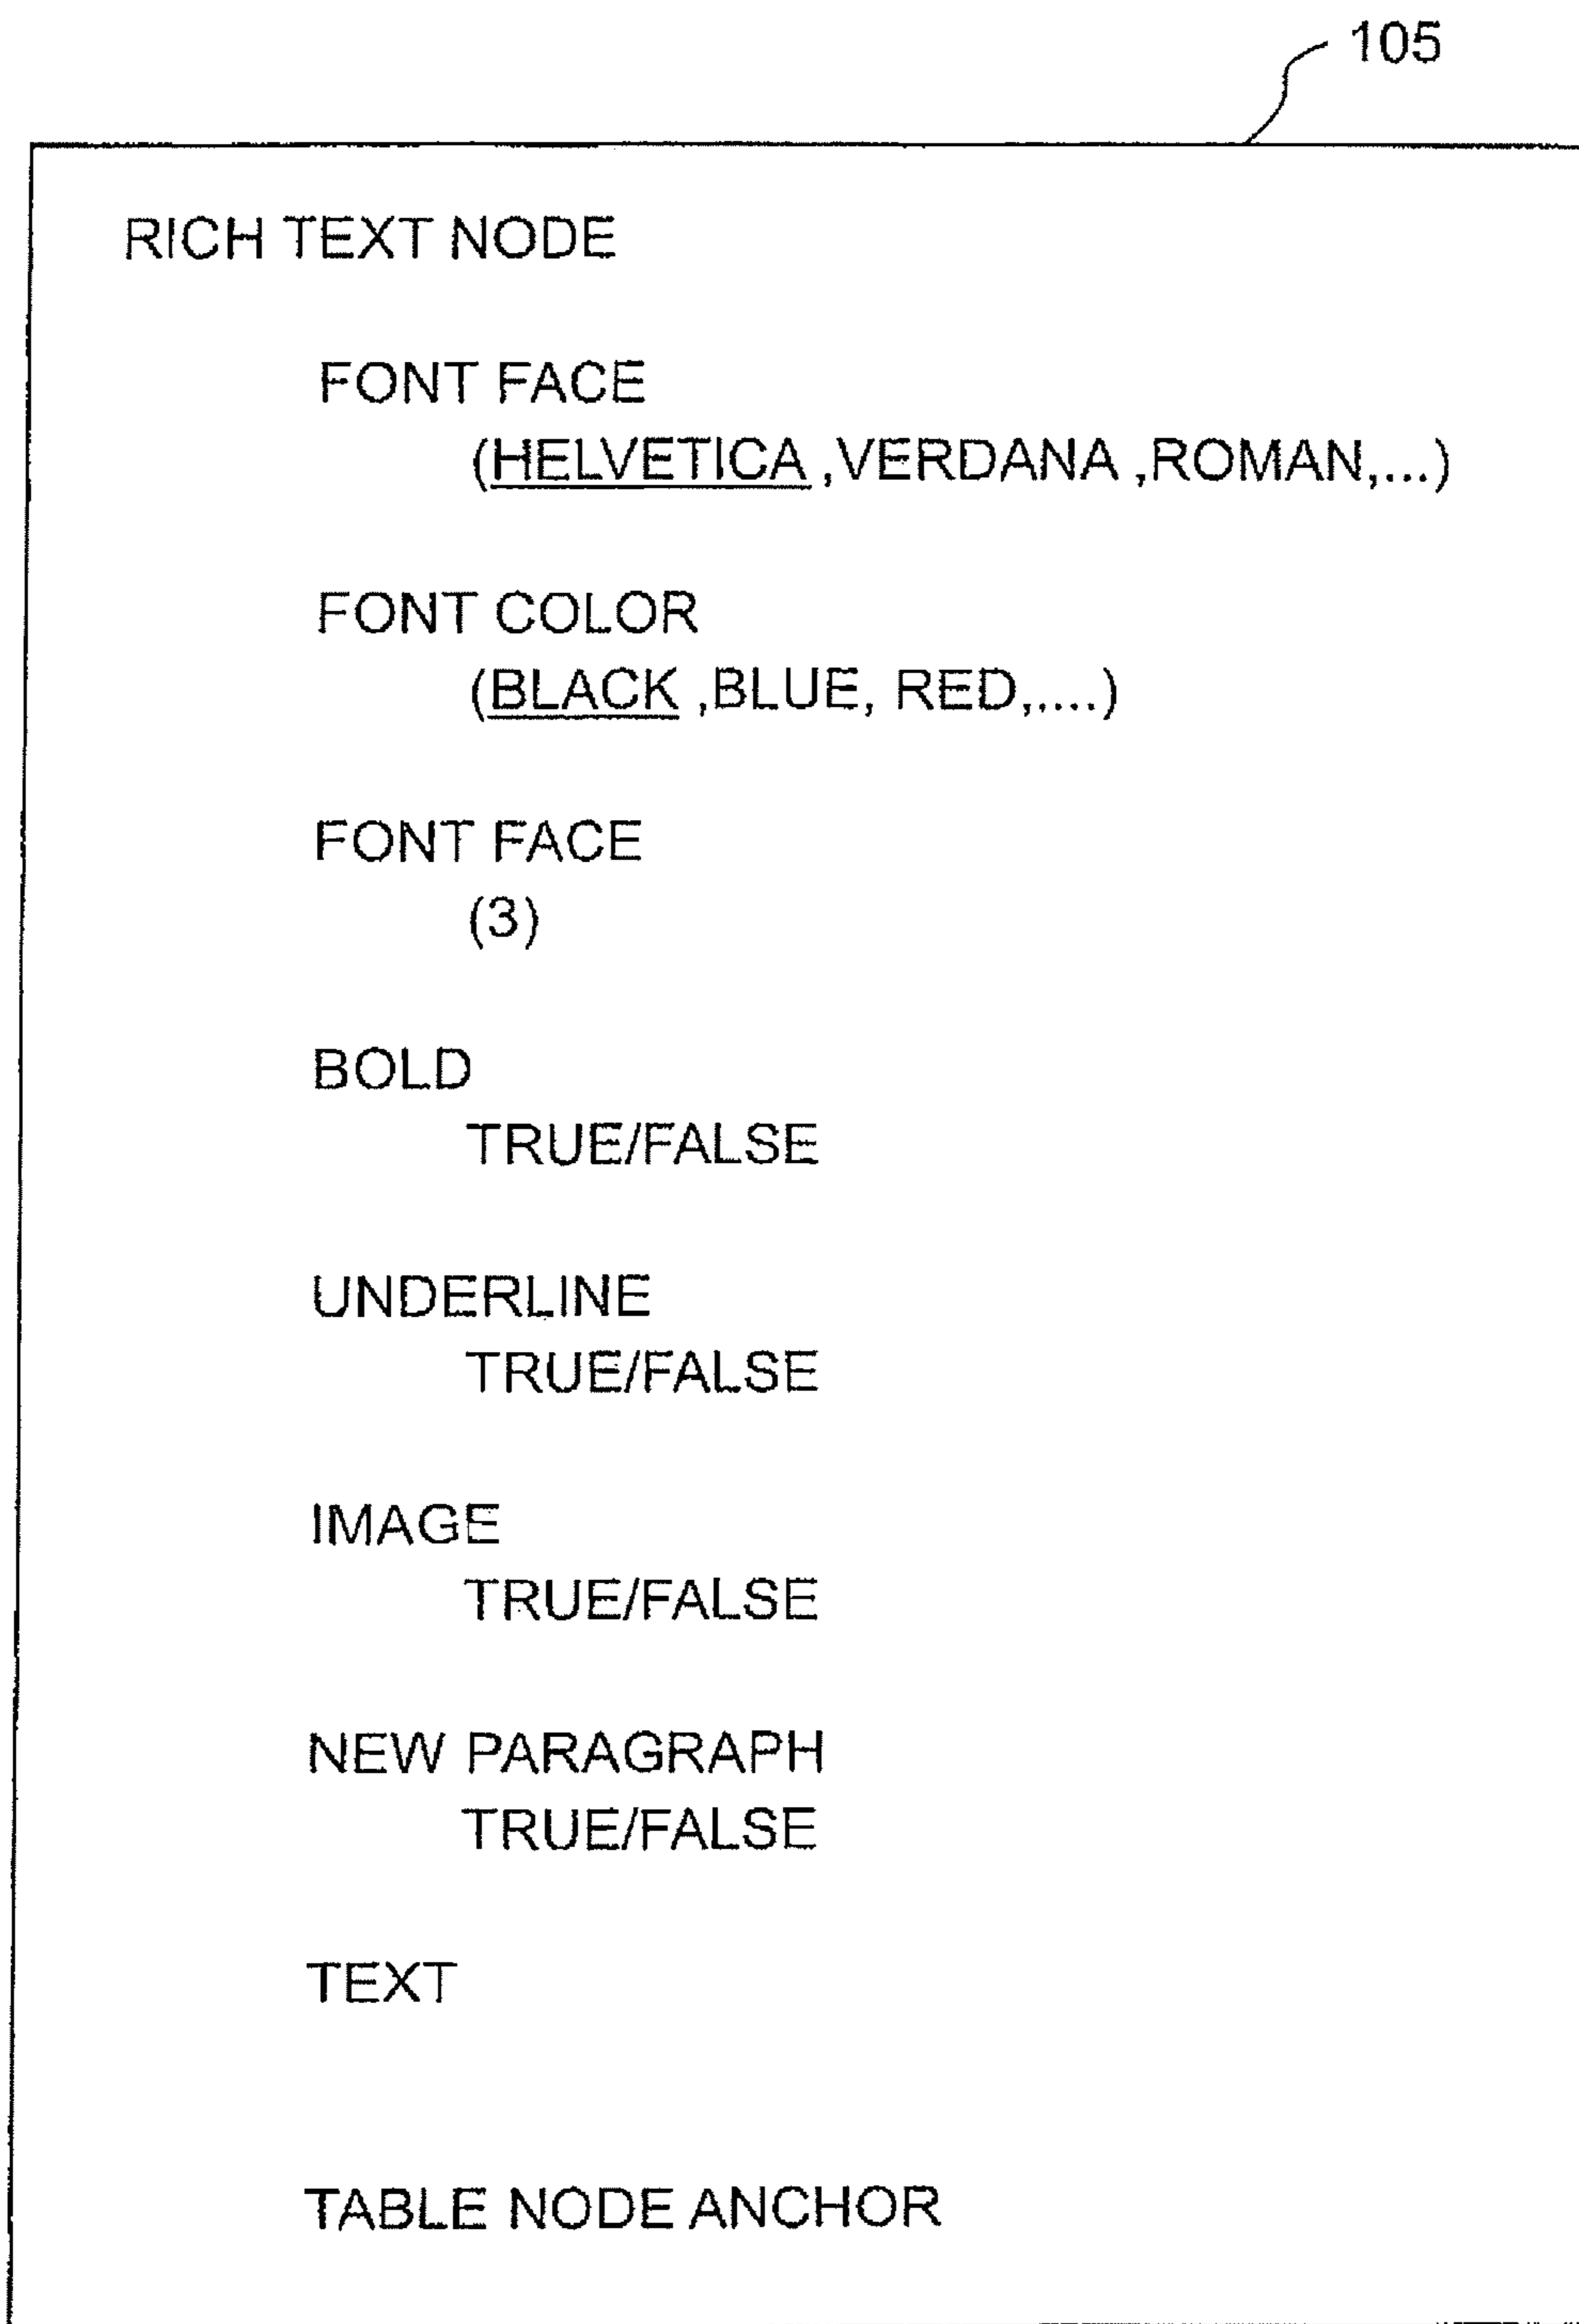 105
RICH TEXT NODE
FONT FACE
(HELVETICA ,VERDANA ,ROMAN,...)
FONT COLOR
(BLACK ,BLUE, RED,....)
FONT FACE
(3)
BOLD
TRUE/FALSE
UNDERLINE
TRUE/FALSE
IMAGE
TRUE/FALSE
NEW PARAGRAPH
TRUE/FALSE
TEXT
TABLE NODE ANCHOR